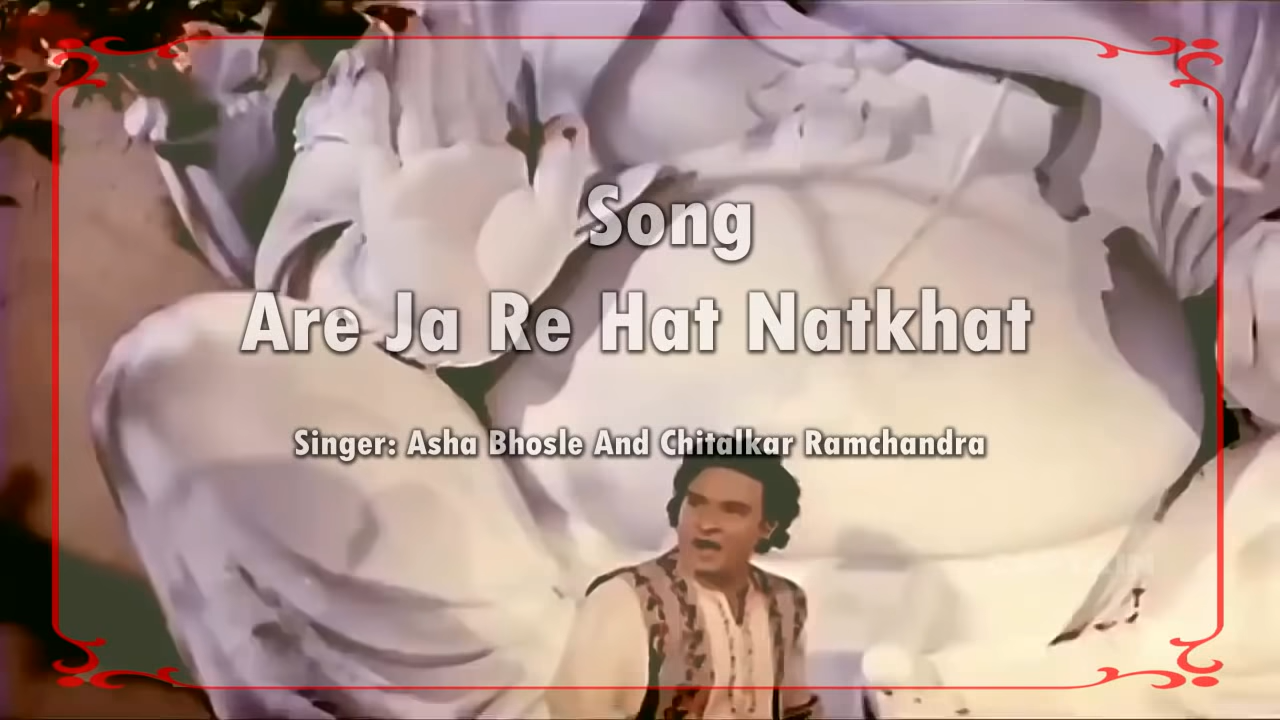 Song
Are Ja Re Hat Natkhat
Singer: Asha Bhosle And Chitalkar Ramchandra